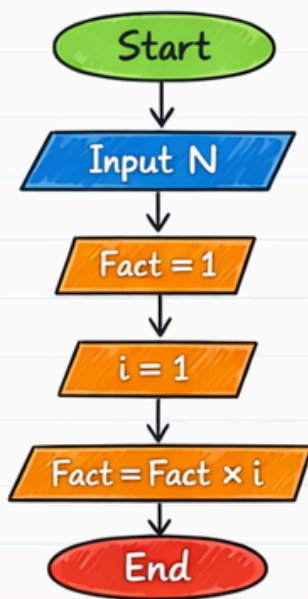 Start
Input N
Fact = 1
i = 1
Fact = Fact × i
End